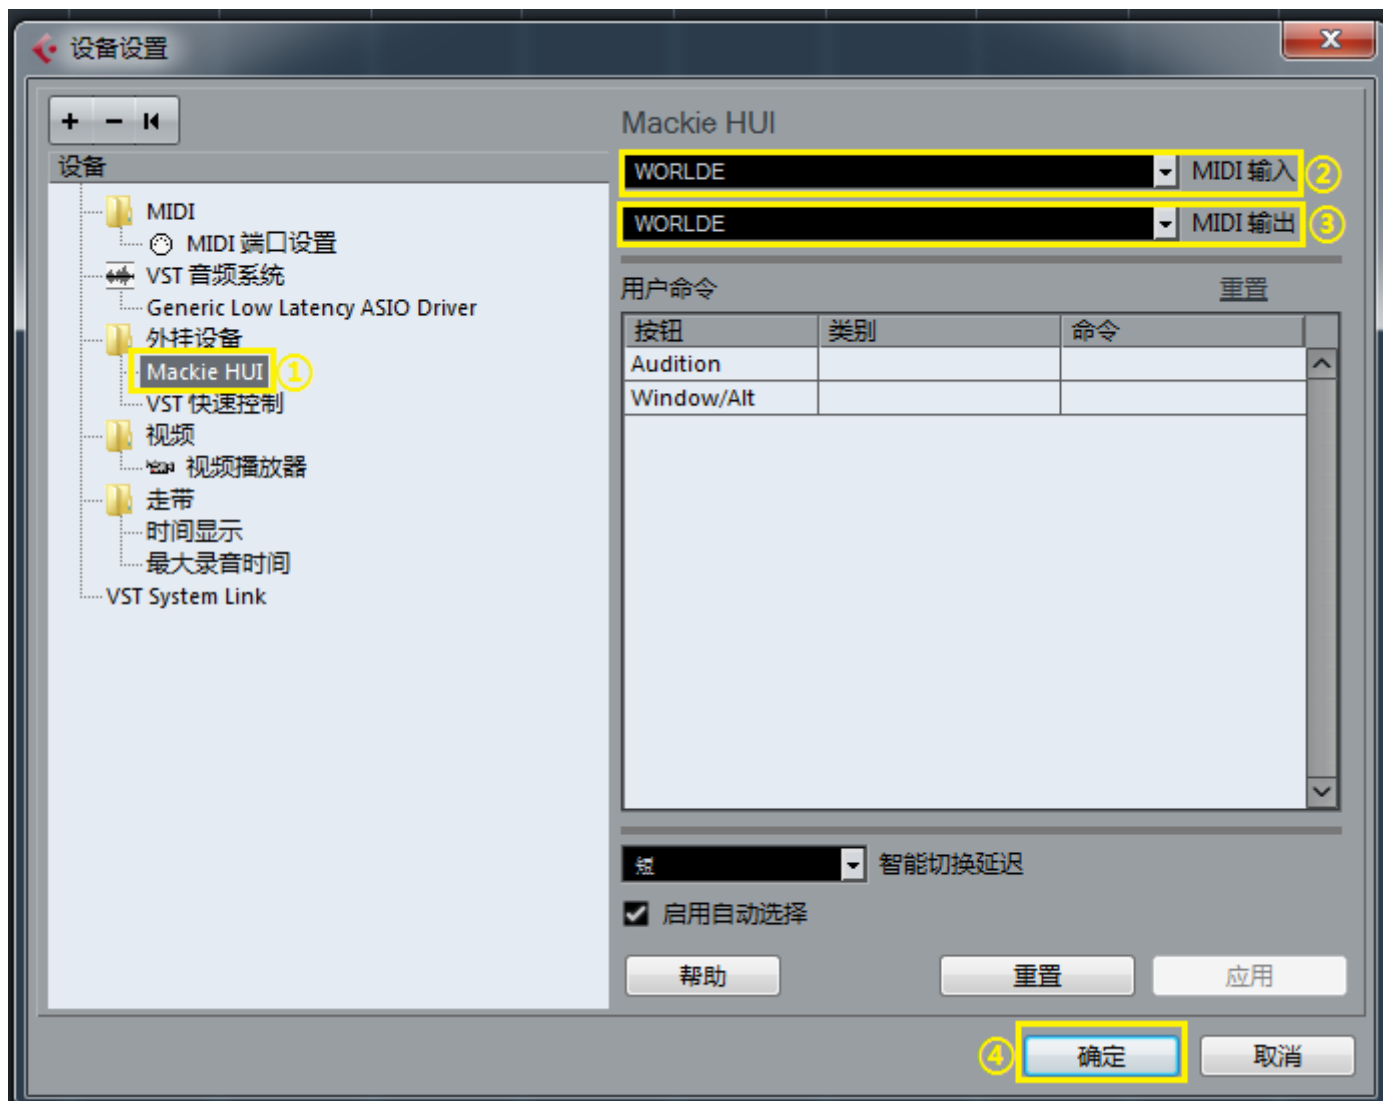 设备设置
设备
MIDI
MIDI 端口设置
VST 音频系统
Generic Low Latency ASIO Driver
外挂设备
Mackie HUI ①
VST 快速控制
视频
视频播放器
走带
时间显示
最大录音时间
VST System Link
Mackie HUI
WORLDE MIDI 输入 ②
WORLDE MIDI 输出 ③
用户命令 重置
按钮 类别 命令
Audition
Window/Alt
短 智能切换延迟
启用自动选择
帮助 重置 应用
④ 确定 取消